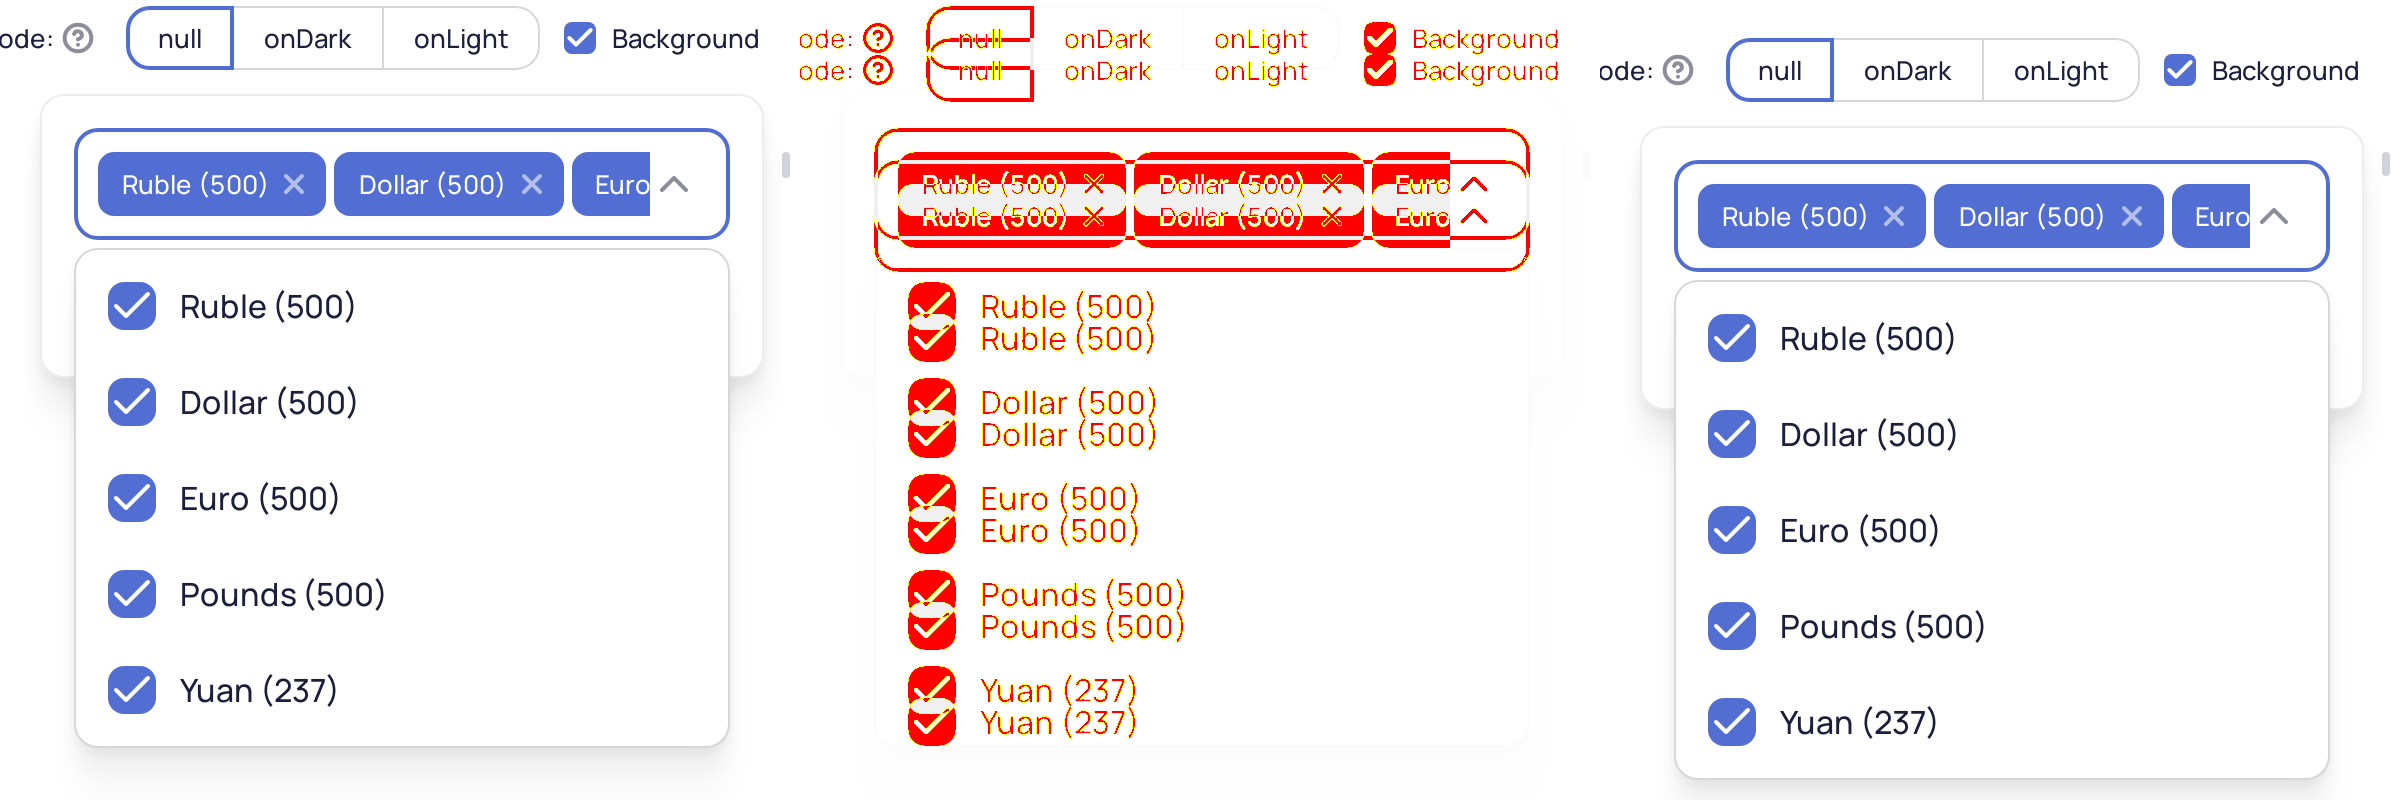 ode: null onDark onLight Background
Ruble (500) Dollar (500) Euro
Ruble (500)
Dollar (500)
Euro (500)
Pounds (500)
Yuan (237)
ode: null onDark onLight Background
ode: null onDark onLight Background
Ruble (500) Dollar (500) Euro
Ruble (500) Dollar (500) Euro
Ruble (500)
Ruble (500)
Dollar (500)
Dollar (500)
Euro (500)
Euro (500)
Pounds (500)
Pounds (500)
Yuan (237)
Yuan (237)
ode: null onDark onLight Background
Ruble (500) Dollar (500) Euro
Ruble (500)
Dollar (500)
Euro (500)
Pounds (500)
Yuan (237)